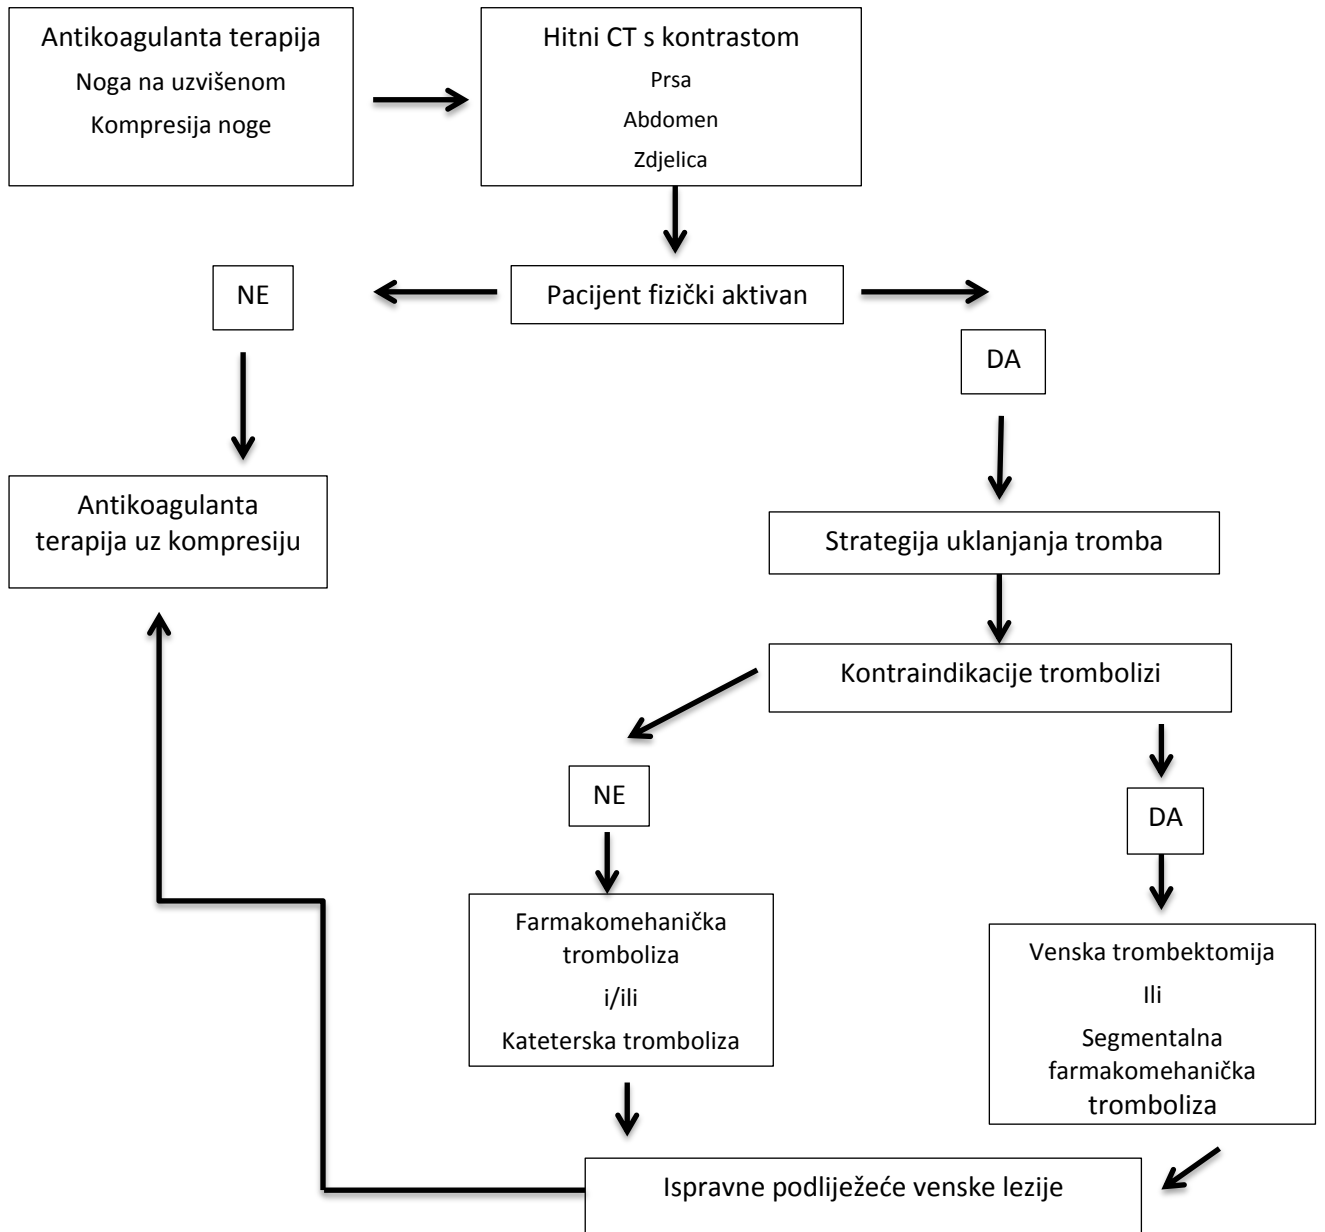 Antikoagulanta terapija
Noga na uzvišenom
Kompresija noge
Hitni CT s kontrastom
Prsa
Abdomen
Zdjelica
NE
Pacijent fizički aktivan
DA
Antikoagulanta
terapija uz kompresiju
Strategija uklanjanja tromba
Kontraindikacije trombolizi
NE
DA
Farmakomehanička
tromboliza
i/ili
Kateterska tromboliza
Venska trombektomija
Ili
Segmentalna
farmakomehanička
tromboliza
Ispravne podliježeće venske lezije